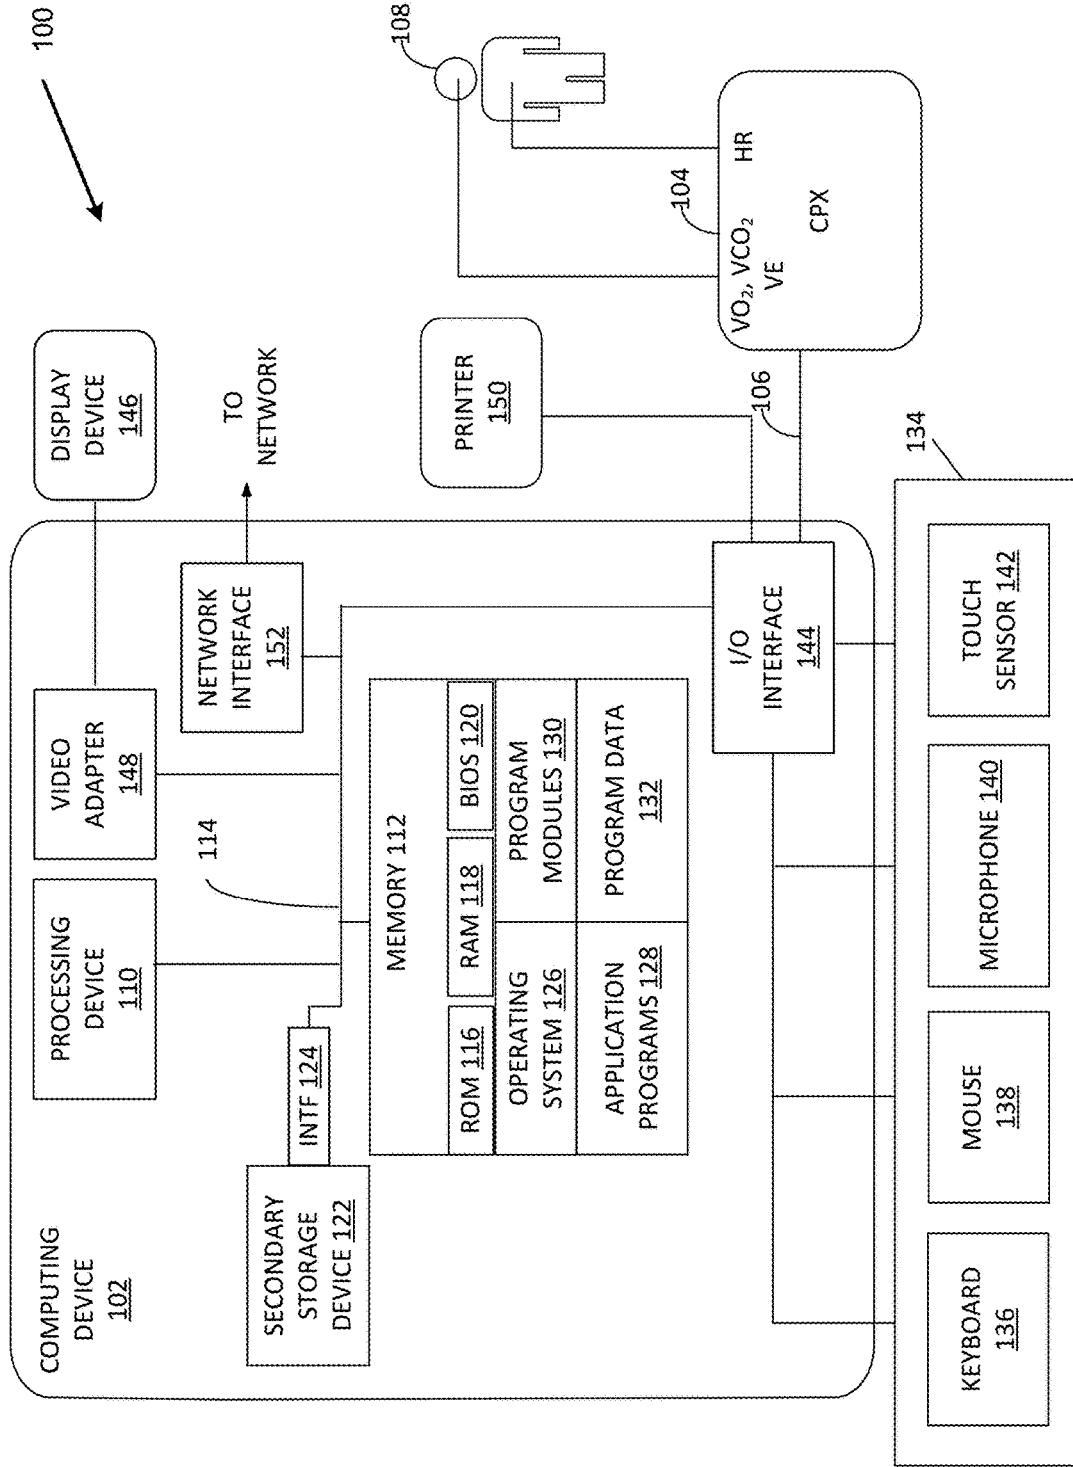 100
COMPUTING
DEVICE
102
PROCESSING
DEVICE
110
VIDEO
ADAPTER
148
DISPLAY
DEVICE
146
114
NETWORK
INTERFACE
152
TO
NETWORK
SECONDARY
STORAGE
DEVICE 122
INTF 124
MEMORY 112
ROM 116
RAM 118
BIOS 120
OPERATING
SYSTEM 126
PROGRAM
MODULES 130
APPLICATION
PROGRAMS 128
PROGRAM DATA
132
PRINTER
150
108
I/O
INTERFACE
144
106
104
VO₂, VCO₂
VE
HR
CPX
134
KEYBOARD
136
MOUSE
138
MICROPHONE 140
TOUCH
SENSOR 142